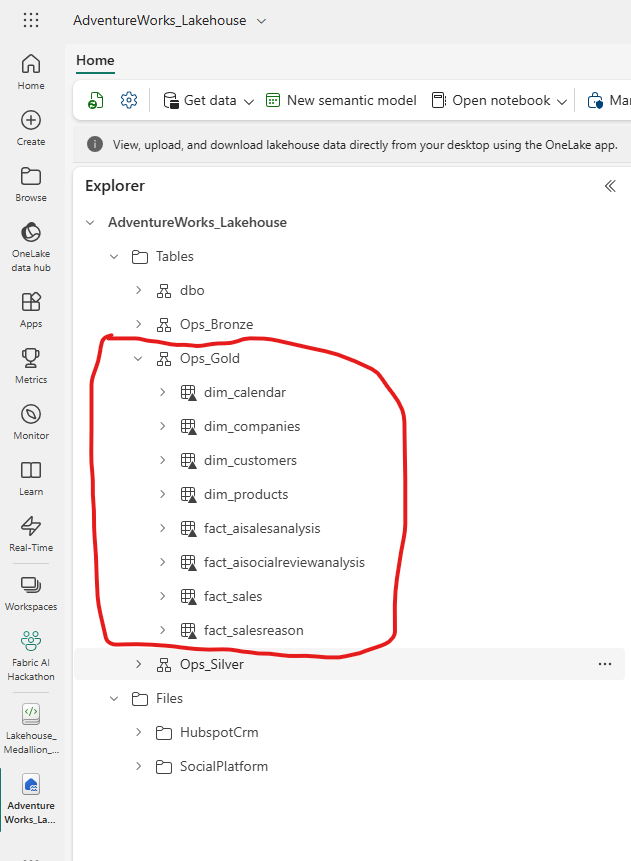 AdventureWorks_Lakehouse
Home
Home
Get data
New semantic model
Open notebook
Create
View, upload, and download lakehouse data directly from your desktop using the OneLake app.
Browse
Explorer
AdventureWorks_Lakehouse
OneLake
data hub
Tables
dbo
Apps
Ops_Bronze
Ops_Gold
Metrics
dim_calendar
dim_companies
Monitor
dim_customers
Learn
dim_products
fact_aisalesanalysis
Real-Time
fact_aisocialreviewanalysis
fact_sales
Workspaces
fact_salesreason
Fabric AI
Hackathon
Ops_Silver
...
Files
Lakehouse_
Medallion_...
HubspotCrm
SocialPlatform
Adventure
Works_La...